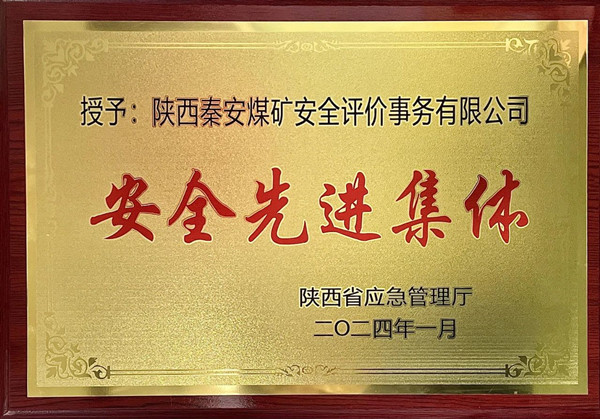 授予：陕西秦安煤矿安全评价事务有限公司
安全先进集体
陕西省应急管理厅
二〇二四年一月